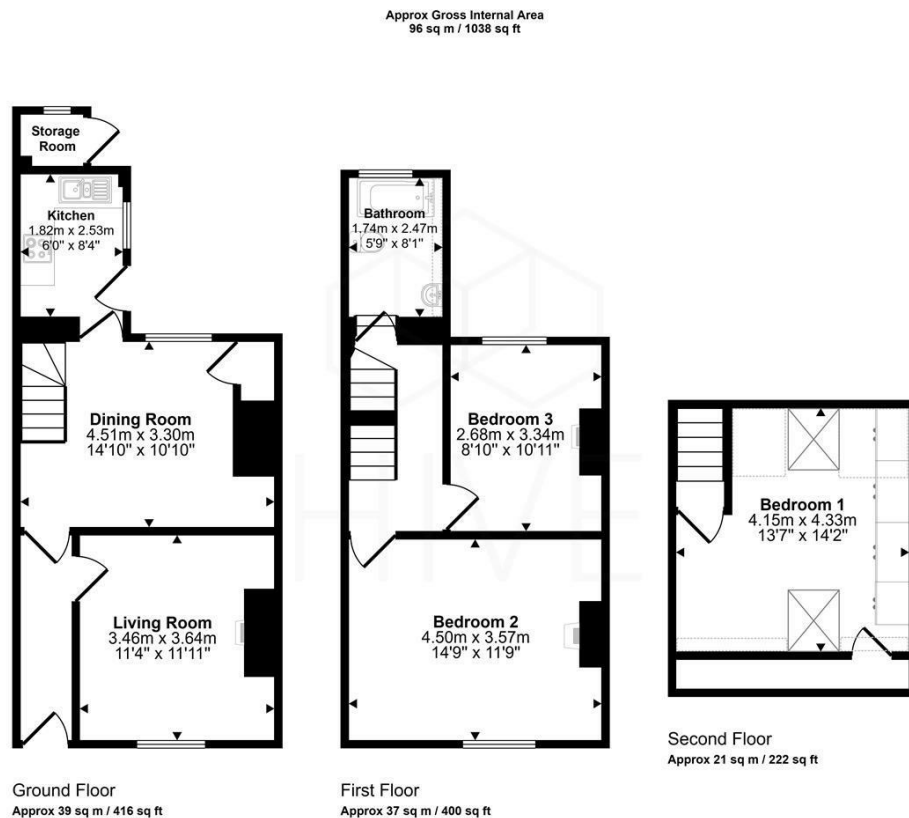 Approx Gross Internal Area
96 sq m / 1038 sq ft
Storage
Room
Kitchen
1.82m x 2.53m
6'0" x 8'4"
Dining Room
4.51m x 3.30m
14'10" x 10'10"
Living Room
3.46m x 3.64m
11'4" x 11'11"
Ground Floor
Approx 39 sq m / 416 sq ft
Bathroom
1.74m x 2.47m
5'9" x 8'1"
Bedroom 3
2.68m x 3.34m
8'10" x 10'11"
Bedroom 2
4.50m x 3.57m
14'9" x 11'9"
First Floor
Approx 37 sq m / 400 sq ft
Bedroom 1
4.15m x 4.33m
13'7" x 14'2"
Second Floor
Approx 21 sq m / 222 sq ft
HIVE